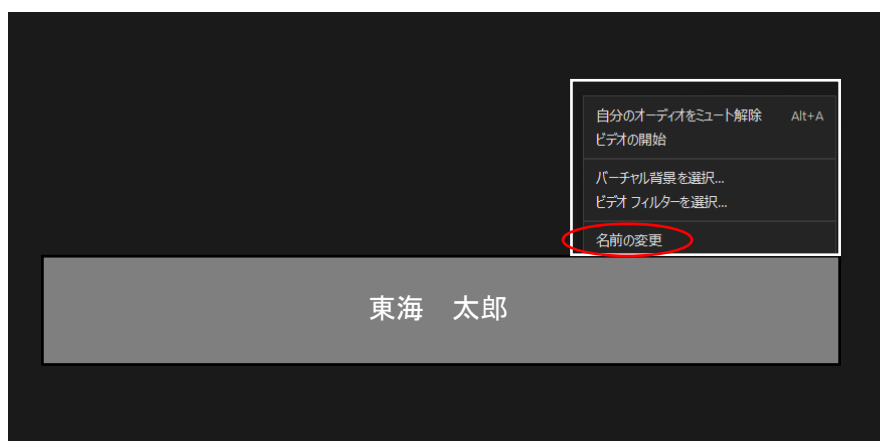 自分のオーディオをミュート解除 Alt+A
ビデオの開始
バーチャル背景を選択...
ビデオ フィルターを選択...
名前の変更
東海　太郎